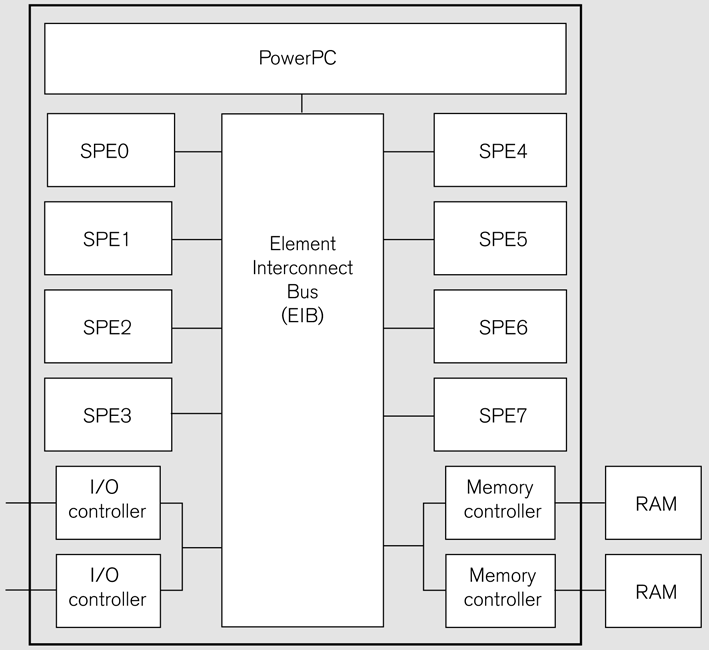 PowerPC
SPE0
SPE4
SPE1
SPE5
Element
Interconnect
Bus
(EIB)
SPE2
SPE6
SPE3
SPE7
I/O
controller
Memory
controller
RAM
I/O
controller
Memory
controller
RAM